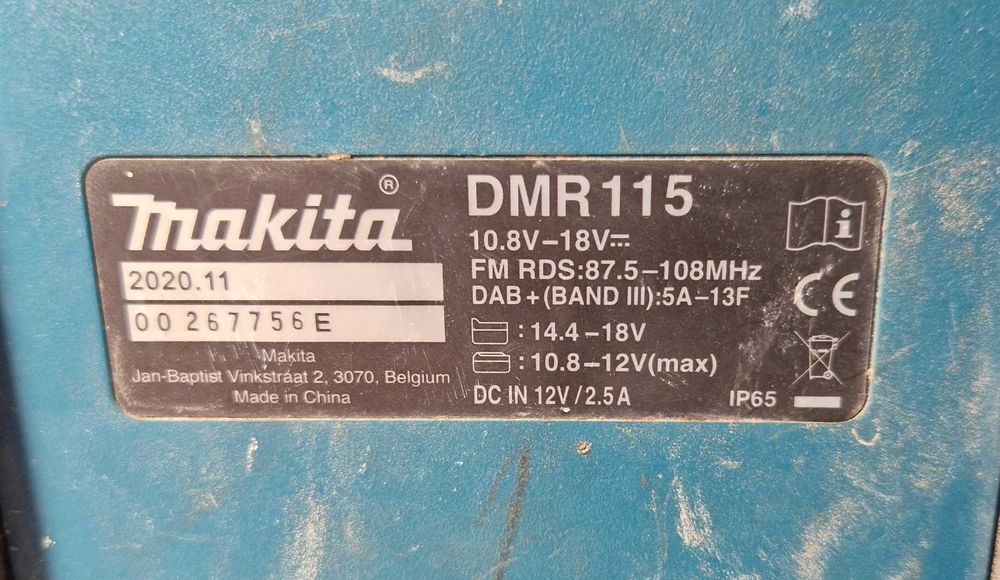 Makita®
2020.11
00 267756 E
Makita
Jan-Baptist Vinkstraat 2, 3070, Belgium
Made in China
DMR115
10.8V–18V⎓
FM RDS:87.5–108MHz
DAB+(BAND III):5A–13F
:14.4–18V
:10.8–12V(max)
DC IN 12V/2.5A
i
CE
IP65